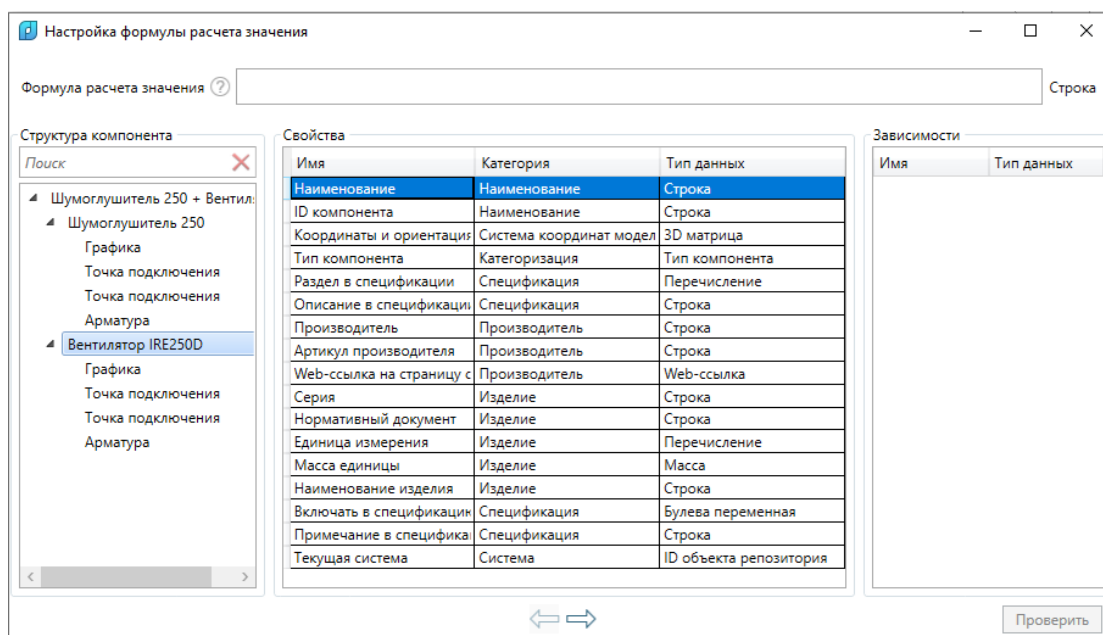 Настройка формулы расчета значения
Формула расчета значения ? Строка
Структура компонента
Поиск
Шумоглушитель 250 + Вентил
Шумоглушитель 250
Графика
Точка подключения
Точка подключения
Арматура
Вентилятор IRE250D
Графика
Точка подключения
Точка подключения
Арматура
Свойства
Имя Категория Тип данных
Наименование Наименование Строка
ID компонента Наименование Строка
Координаты и ориентация Система координат модел 3D матрица
Тип компонента Категоризация Тип компонента
Раздел в спецификации Спецификация Перечисление
Описание в спецификации Спецификация Строка
Производитель Производитель Строка
Артикул производителя Производитель Строка
Web-ссылка на страницу с Производитель Web-ссылка
Серия Изделие Строка
Нормативный документ Изделие Строка
Единица измерения Изделие Перечисление
Масса единицы Изделие Масса
Наименование изделия Изделие Строка
Включать в спецификацию Спецификация Булева переменная
Примечание в специфика Спецификация Строка
Текущая система Система ID объекта репозитория
Зависимости
Имя Тип данных
Проверить